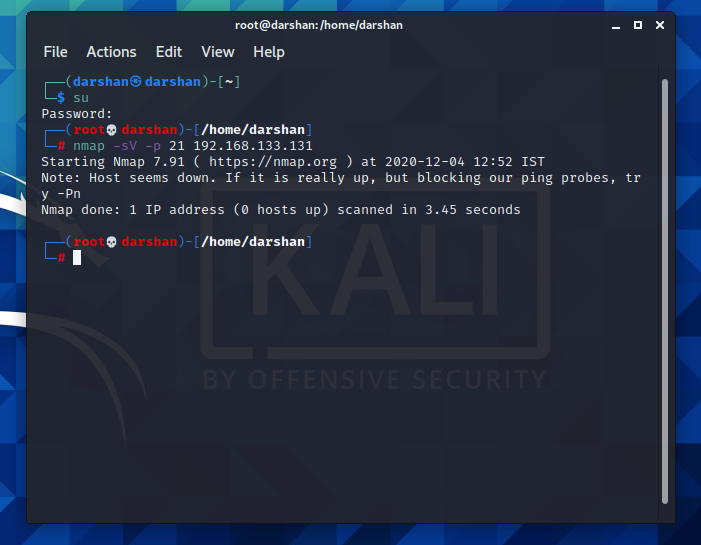 root@darshan:/home/darshan
File Actions Edit View Help
┌──(darshan㉿darshan)-[~]
└─$ su
Password:
┌──(root💀darshan)-[/home/darshan]
└─# nmap -sV -p 21 192.168.133.131
Starting Nmap 7.91 ( https://nmap.org ) at 2020-12-04 12:52 IST
Note: Host seems down. If it is really up, but blocking our ping probes, tr
y -Pn
Nmap done: 1 IP address (0 hosts up) scanned in 3.45 seconds
┌──(root💀darshan)-[/home/darshan]
└─#
KALI
BY OFFENSIVE SECURITY